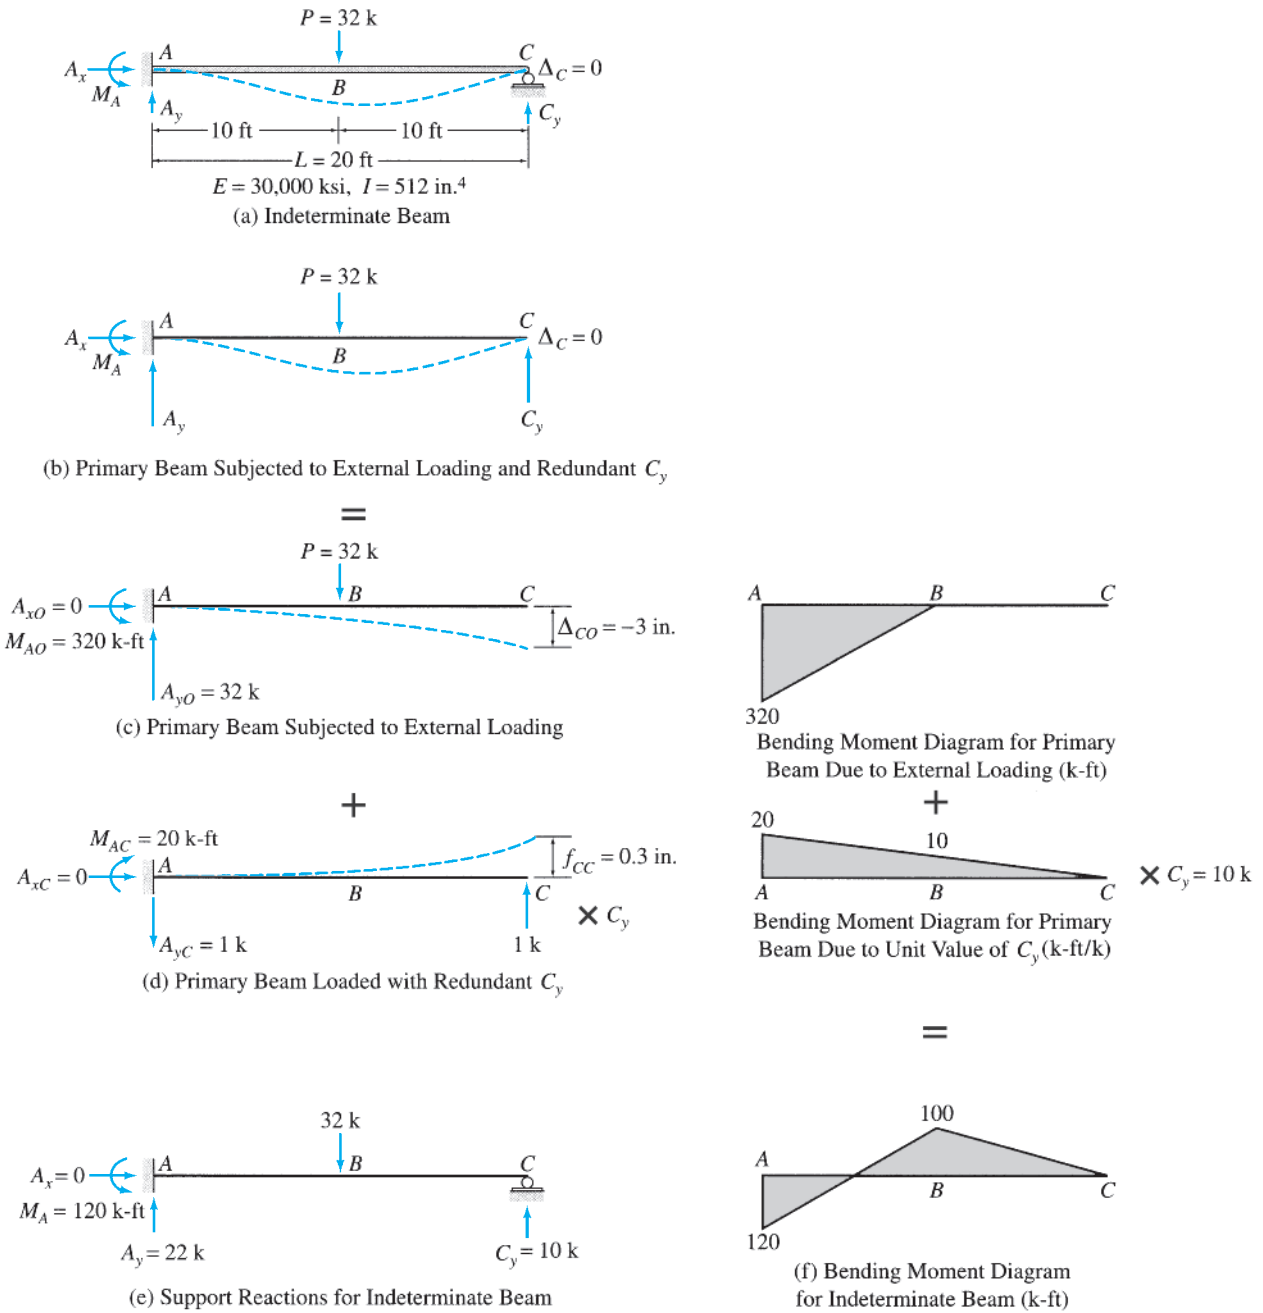 P = 32 k
A
C
A_x
Δ_C = 0
B
M_A
A_y
C_y
10 ft
10 ft
L = 20 ft
E = 30,000 ksi, I = 512 in.⁴
(a) Indeterminate Beam
P = 32 k
A
C
A_x
Δ_C = 0
B
M_A
A_y
C_y
(b) Primary Beam Subjected to External Loading and Redundant C_y
=
P = 32 k
A
B
C
A_xO = 0
Δ_CO = −3 in.
M_AO = 320 k-ft
A_yO = 32 k
(c) Primary Beam Subjected to External Loading
A
B
C
320
Bending Moment Diagram for Primary
Beam Due to External Loading (k-ft)
+
M_AC = 20 k-ft
A
f_CC = 0.3 in.
A_xC = 0
B
C
× C_y
A_yC = 1 k
1 k
(d) Primary Beam Loaded with Redundant C_y
+
20
10
A
B
C
× C_y = 10 k
Bending Moment Diagram for Primary
Beam Due to Unit Value of C_y (k-ft/k)
=
32 k
A
B
C
A_x = 0
M_A = 120 k-ft
A_y = 22 k
C_y = 10 k
(e) Support Reactions for Indeterminate Beam
100
A
B
C
120
(f) Bending Moment Diagram
for Indeterminate Beam (k-ft)